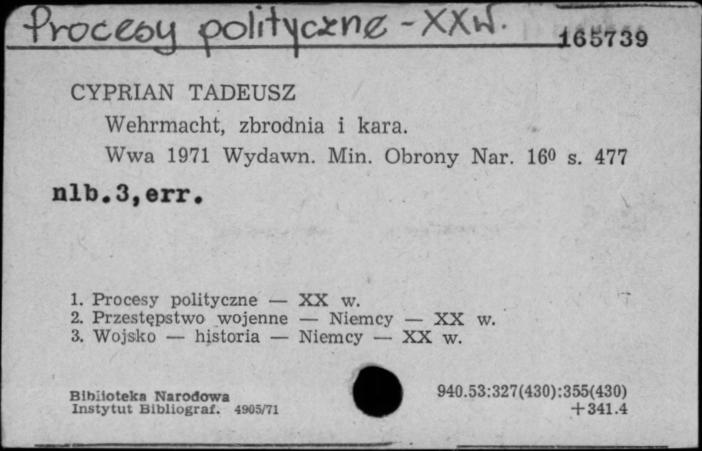 Procesy polityczne - XXw.
165739
CYPRIAN TADEUSZ
Wehrmacht, zbrodnia i kara.
Wwa 1971 Wydawn. Min. Obrony Nar. 16⁰ s. 477
nlb.3,err.
1. Procesy polityczne — XX w.
2. Przestępstwo wojenne — Niemcy — XX w.
3. Wojsko — historia — Niemcy — XX w.
Biblioteka Narodowa
Instytut Bibliograf. 4905/71
940.53:327(430):355(430)
+341.4